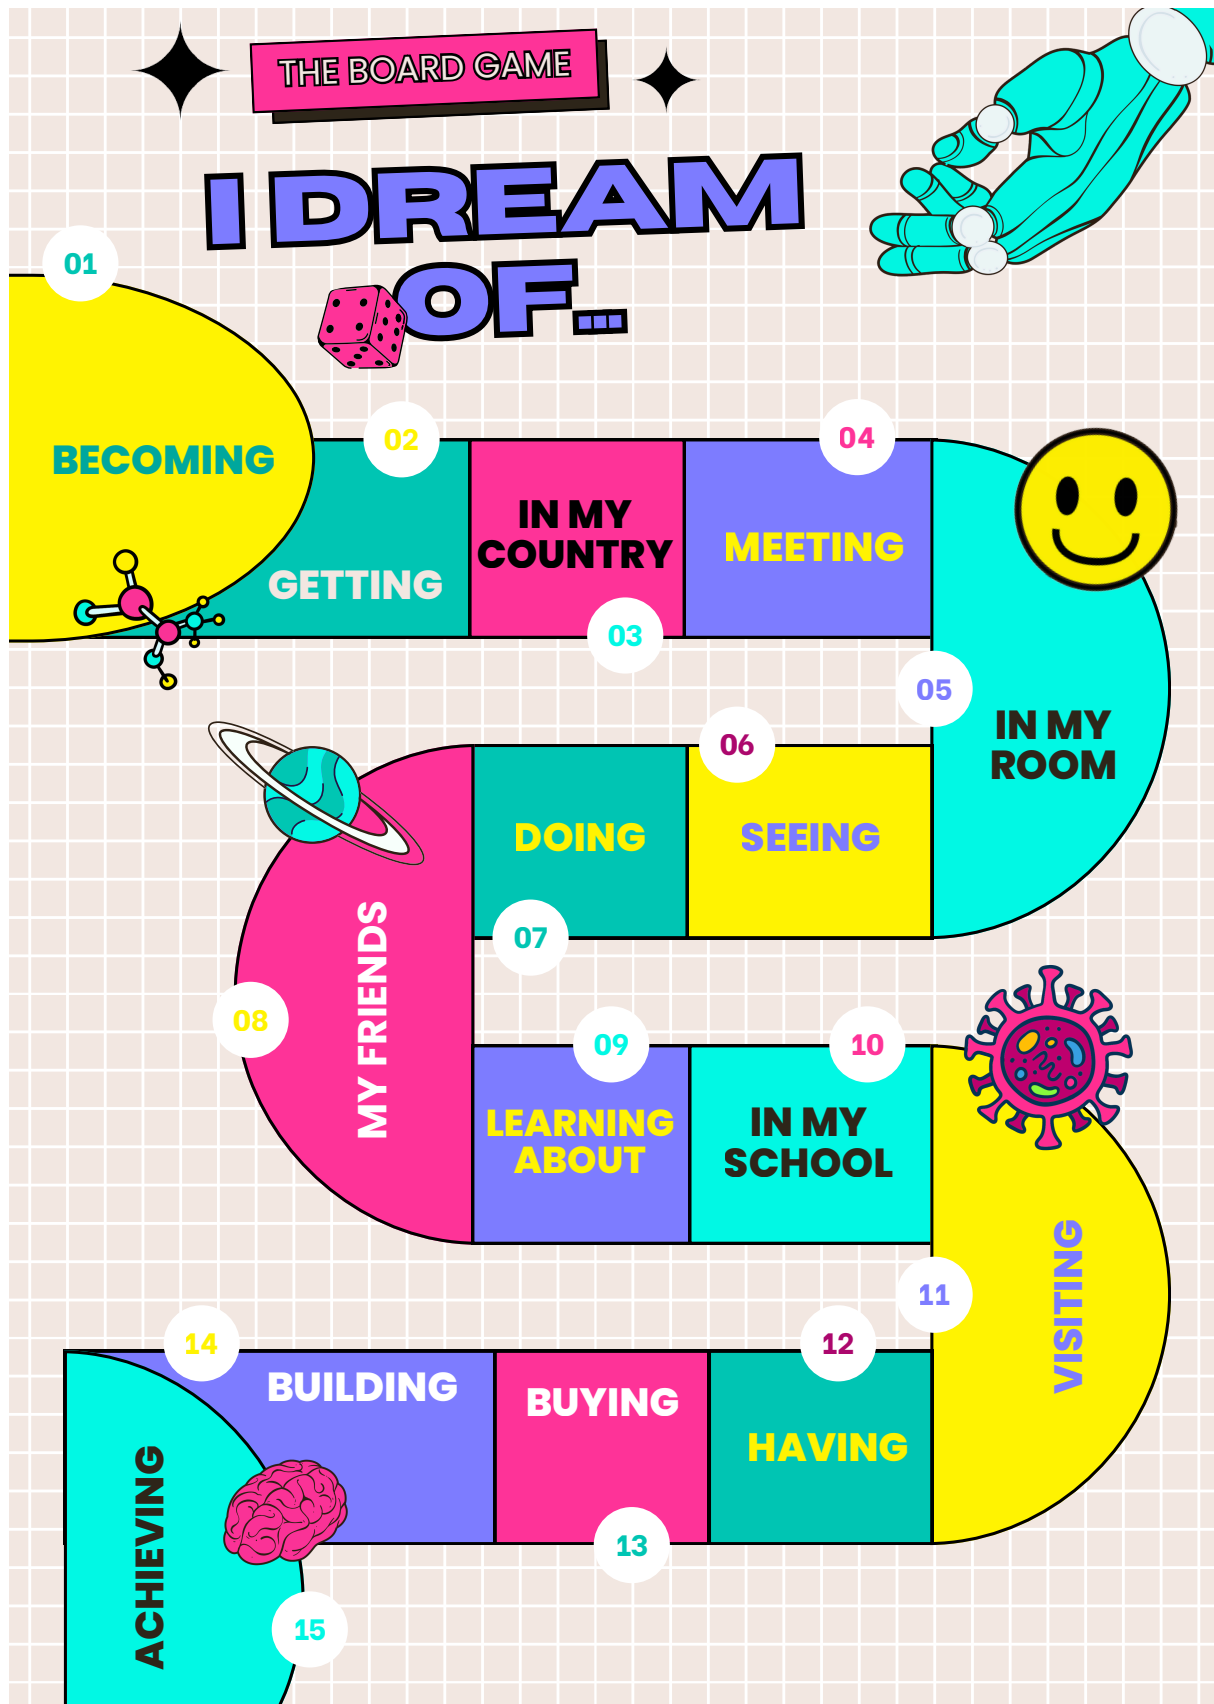 THE BOARD GAME
I DREAM
OF...
01
BECOMING
02
GETTING
IN MY
COUNTRY
03
04
MEETING
05
IN MY
ROOM
06
SEEING
DOING
07
MY FRIENDS
08
09
LEARNING
ABOUT
10
IN MY
SCHOOL
11
VISITING
12
HAVING
BUYING
13
14
BUILDING
ACHIEVING
15